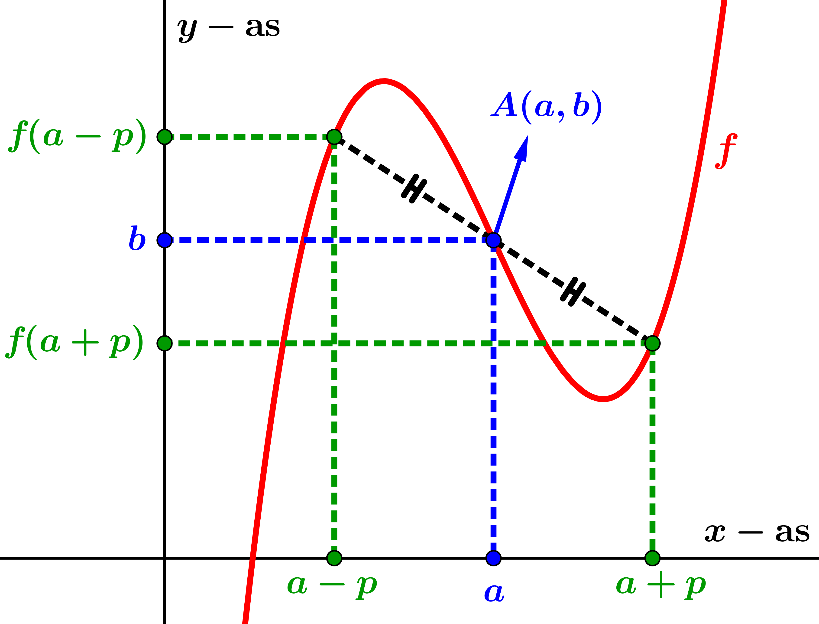 y − as
A(a, b)
f(a − p)
f
b
f(a + p)
x − as
a − p
a
a + p